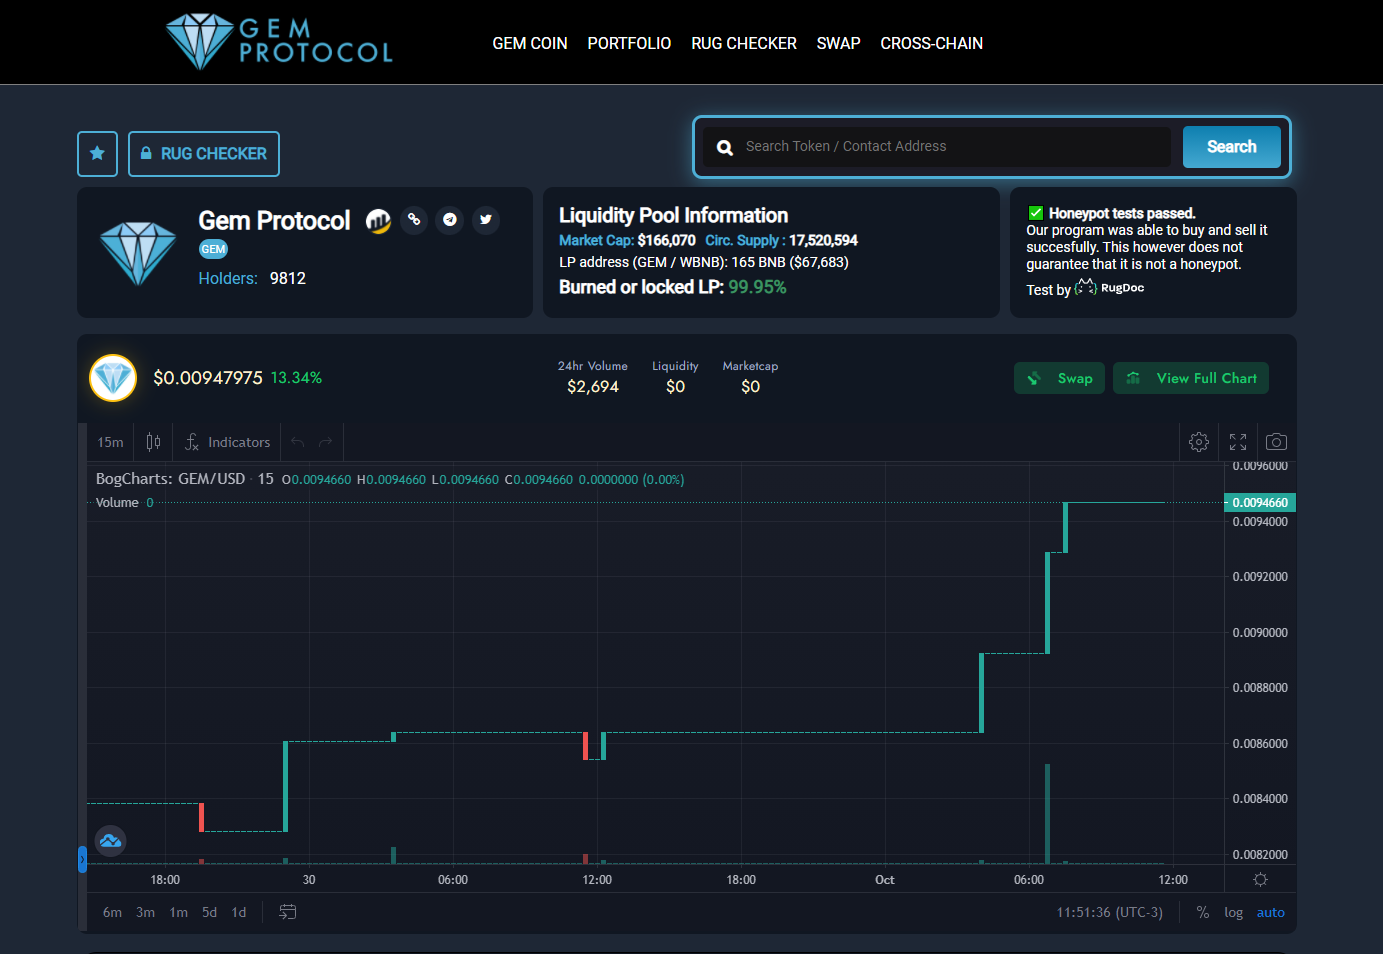 GEM
PROTOCOL
GEM COIN PORTFOLIO RUG CHECKER SWAP CROSS-CHAIN
RUG CHECKER
Search Token / Contact Address
Search
Gem Protocol
GEM
Holders: 9812
Liquidity Pool Information
Market Cap: $166,070 Circ. Supply : 17,520,594
LP address (GEM / WBNB): 165 BNB ($67,683)
Burned or locked LP: 99.95%
Honeypot tests passed.
Our program was able to buy and sell it
succesfully. This however does not
guarantee that it is not a honeypot.
Test by RugDoc
$0.00947975 13.34%
24hr Volume Liquidity Marketcap
$2,694 $0 $0
Swap
View Full Chart
15m Indicators
BogCharts: GEM/USD · 15 O0.0094660 H0.0094660 L0.0094660 C0.0094660 0.0000000 (0.00%)
Volume 0
0.0096000
0.0094660
0.0094000
0.0092000
0.0090000
0.0088000
0.0086000
0.0084000
0.0082000
18:00 30 06:00 12:00 18:00 Oct 06:00 12:00
6m 3m 1m 5d 1d
11:51:36 (UTC-3) % log auto